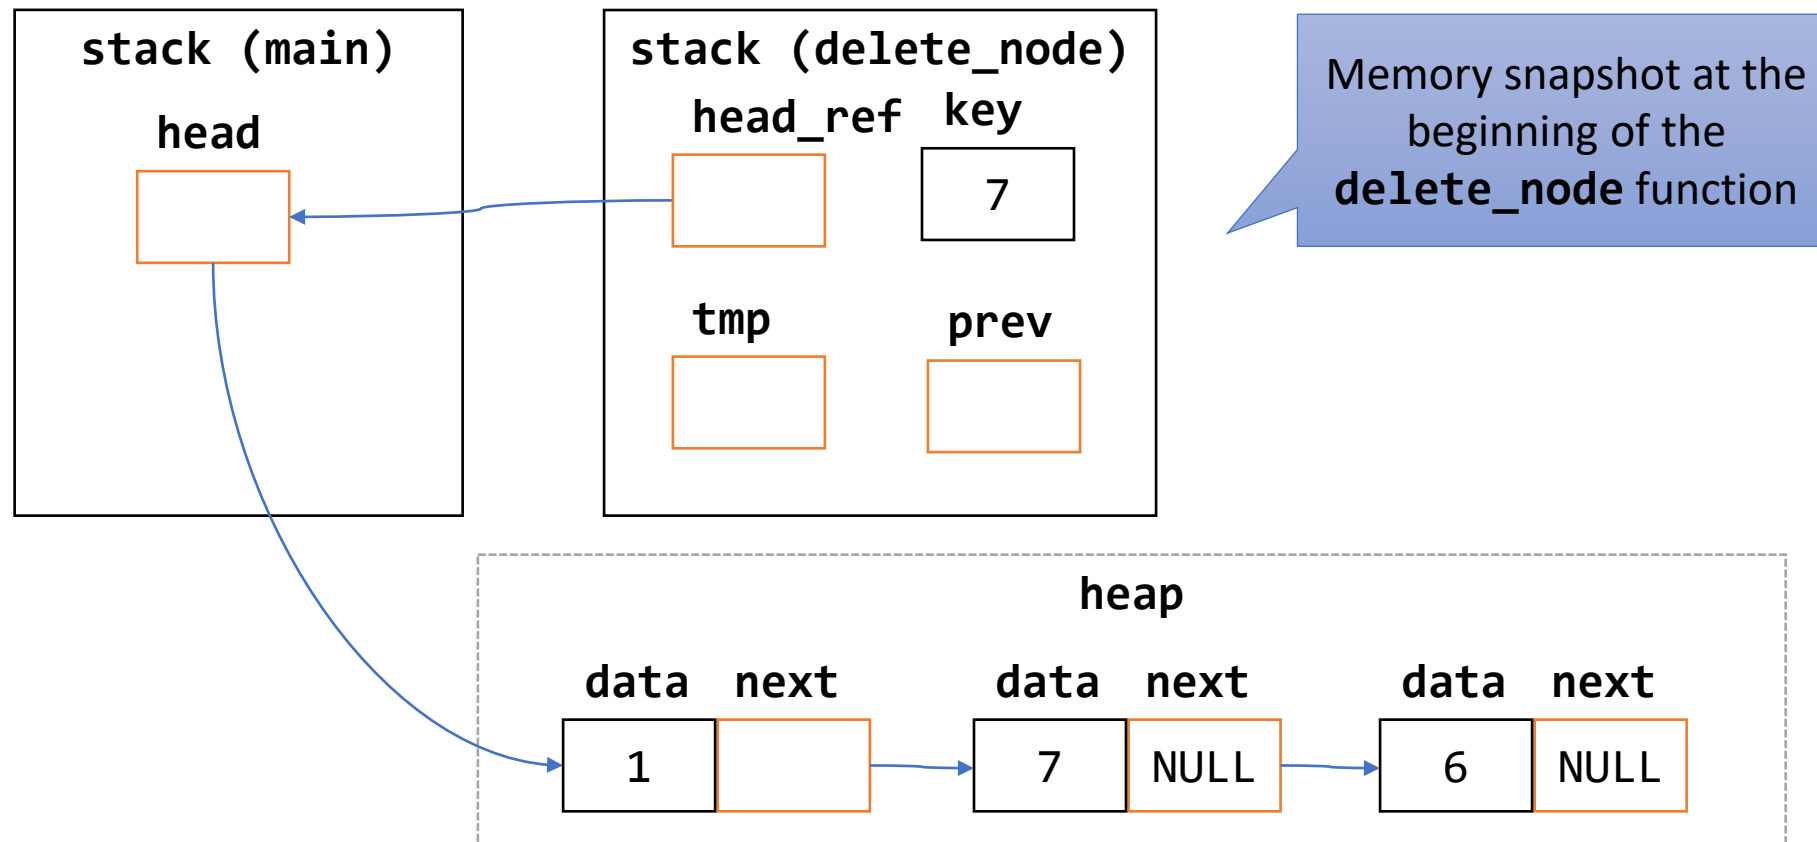 stack (main)
head
stack (delete_node)
head_ref key
7
tmp prev
Memory snapshot at the
beginning of the
delete_node function
heap
data next data next data next
1 7 NULL 6 NULL